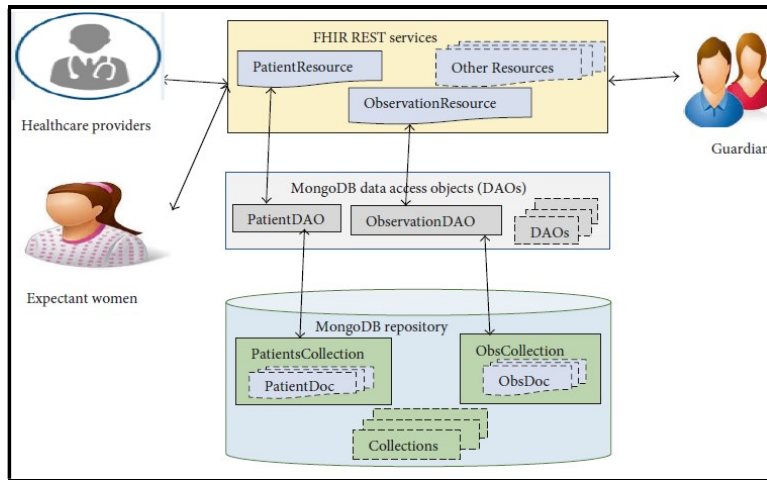 FHIR REST services
PatientResource
Other Resources
ObservationResource
Healthcare providers
Guardian
MongoDB data access objects (DAOs)
PatientDAO
ObservationDAO
DAOs
Expectant women
MongoDB repository
PatientsCollection
PatientDoc
ObsCollection
ObsDoc
Collections